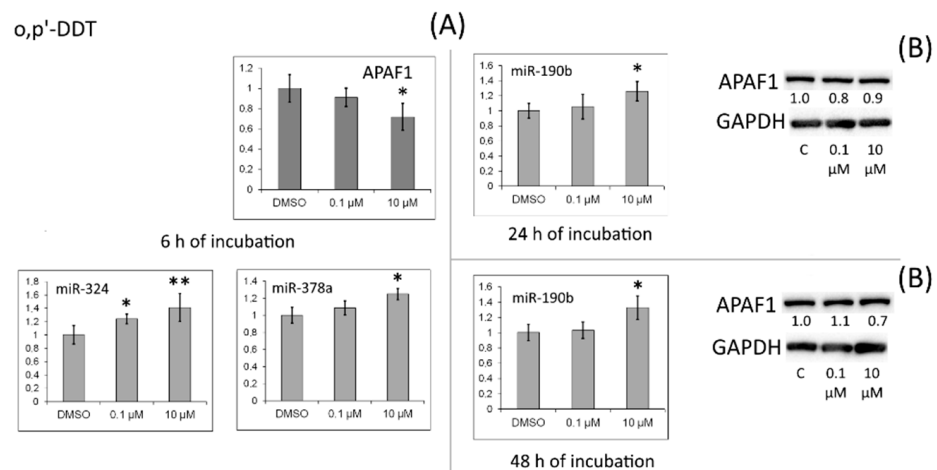 o,p'-DDT
(A)
APAF1
*
1,2
1
0,8
0,6
0,4
0,2
0
DMSO 0.1 µM 10 µM
6 h of incubation
miR-324
*
**
1,8
1,6
1,4
1,2
1
0,8
0,6
0,4
0,2
0
DMSO 0.1 µM 10 µM
miR-378a
*
1,4
1,2
1
0,8
0,6
0,4
0,2
0
DMSO 0.1 µM 10 µM
miR-190b
*
1,6
1,4
1,2
1
0,8
0,6
0,4
0,2
0
DMSO 0.1 µM 10 µM
24 h of incubation
(B)
APAF1
1.0 0.8 0.9
GAPDH
C 0.1 10
µM µM
miR-190b
*
1,6
1,4
1,2
1
0,8
0,6
0,4
0,2
0
DMSO 0.1 µM 10 µM
48 h of incubation
(B)
APAF1
1.0 1.1 0.7
GAPDH
C 0.1 10
µM µM